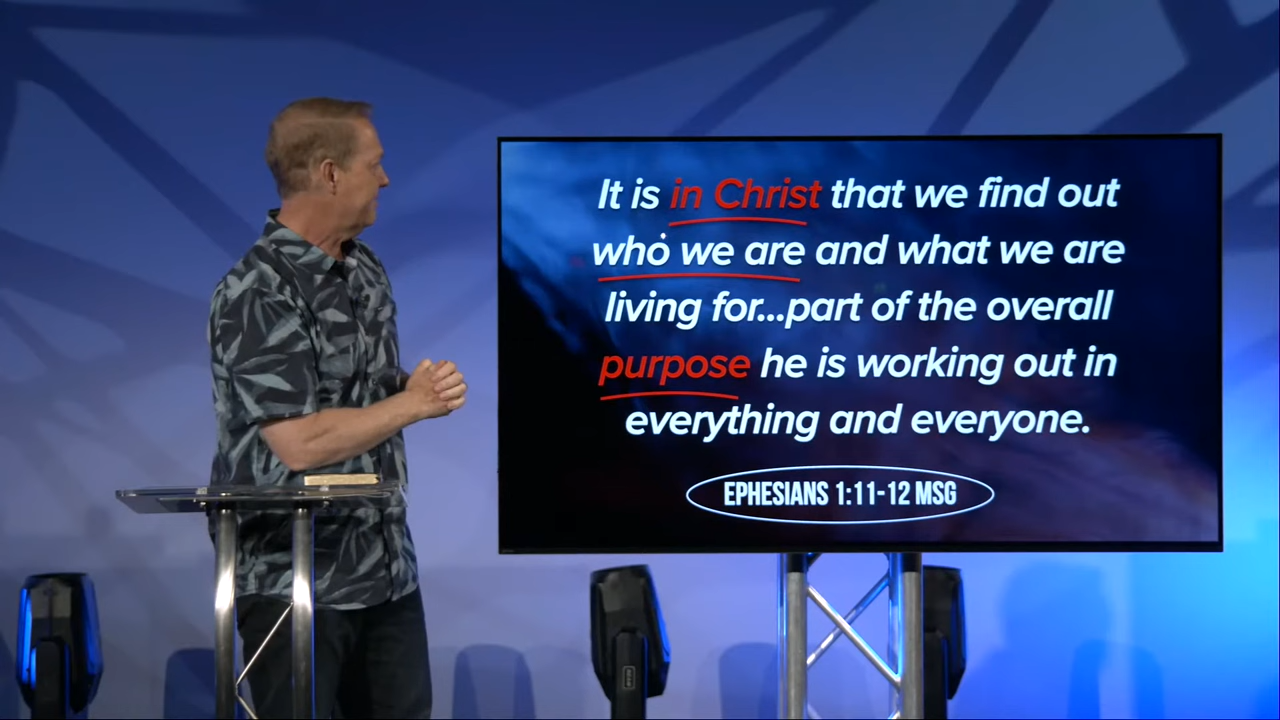 It is in Christ that we find out
who we are and what we are
living for...part of the overall
purpose he is working out in
everything and everyone.
EPHESIANS 1:11-12 MSG